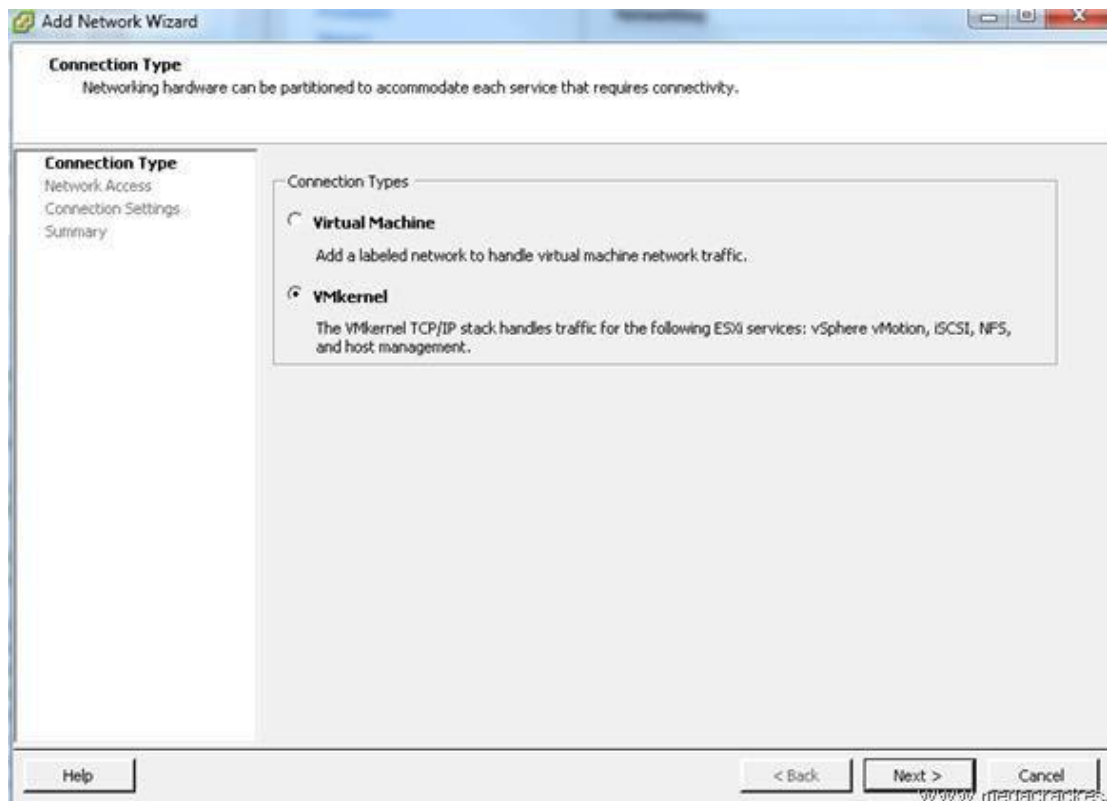 Add Network Wizard
Networking
Connection Type
Networking hardware can be partitioned to accommodate each service that requires connectivity.
Connection Type
Network Access
Connection Settings
Summary
Connection Types
Virtual Machine
Add a labeled network to handle virtual machine network traffic.
VMkernel
The VMkernel TCP/IP stack handles traffic for the following ESXi services: vSphere vMotion, iSCSI, NFS,
and host management.
Help
< Back
Next >
Cancel